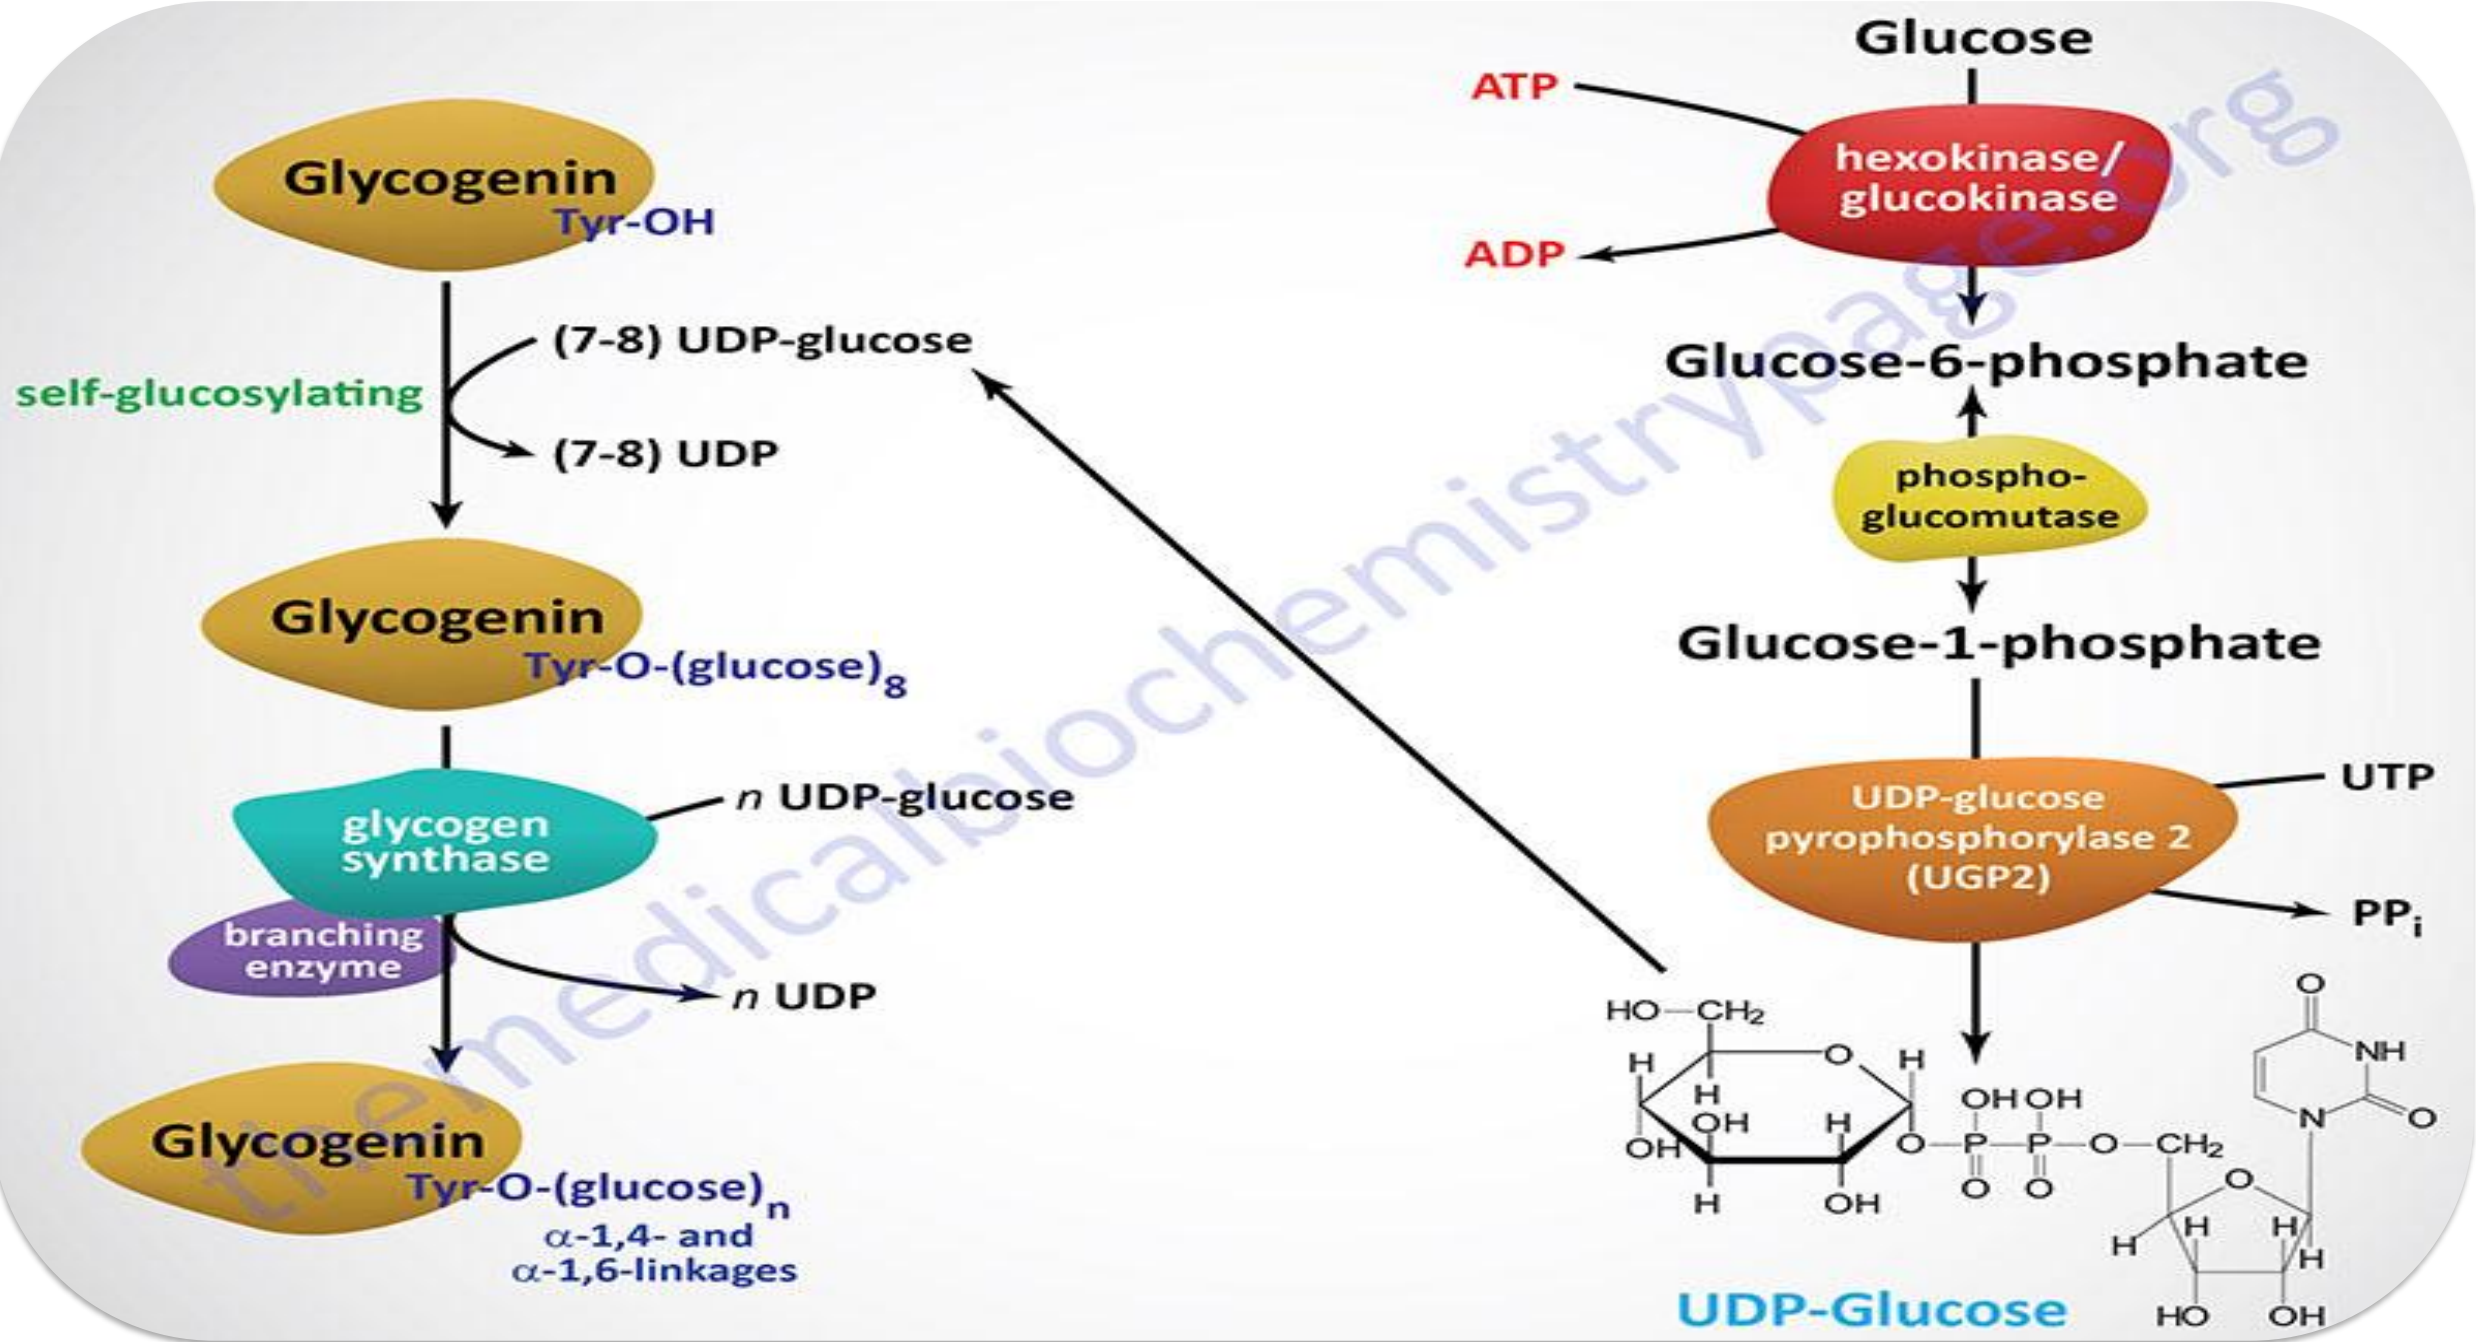 Glycogenin
Tyr-OH
(7-8) UDP-glucose
self-glucosylating
(7-8) UDP
Glycogenin
Tyr-O-(glucose)8
glycogen
synthase
n UDP-glucose
branching
enzyme
n UDP
Glycogenin
Tyr-O-(glucose)n
α-1,4- and
α-1,6-linkages
Glucose
ATP
hexokinase/
glucokinase
ADP
Glucose-6-phosphate
phospho-
glucomutase
Glucose-1-phosphate
UDP-glucose
pyrophosphorylase 2
(UGP2)
UTP
PPi
HO CH2
H O H
H
OH H
OH
H OH
OH OH
O P P O CH2
O O
O
NH
N O
O
H H H H
HO OH
UDP-Glucose
themedicalbiochemistrypage.org